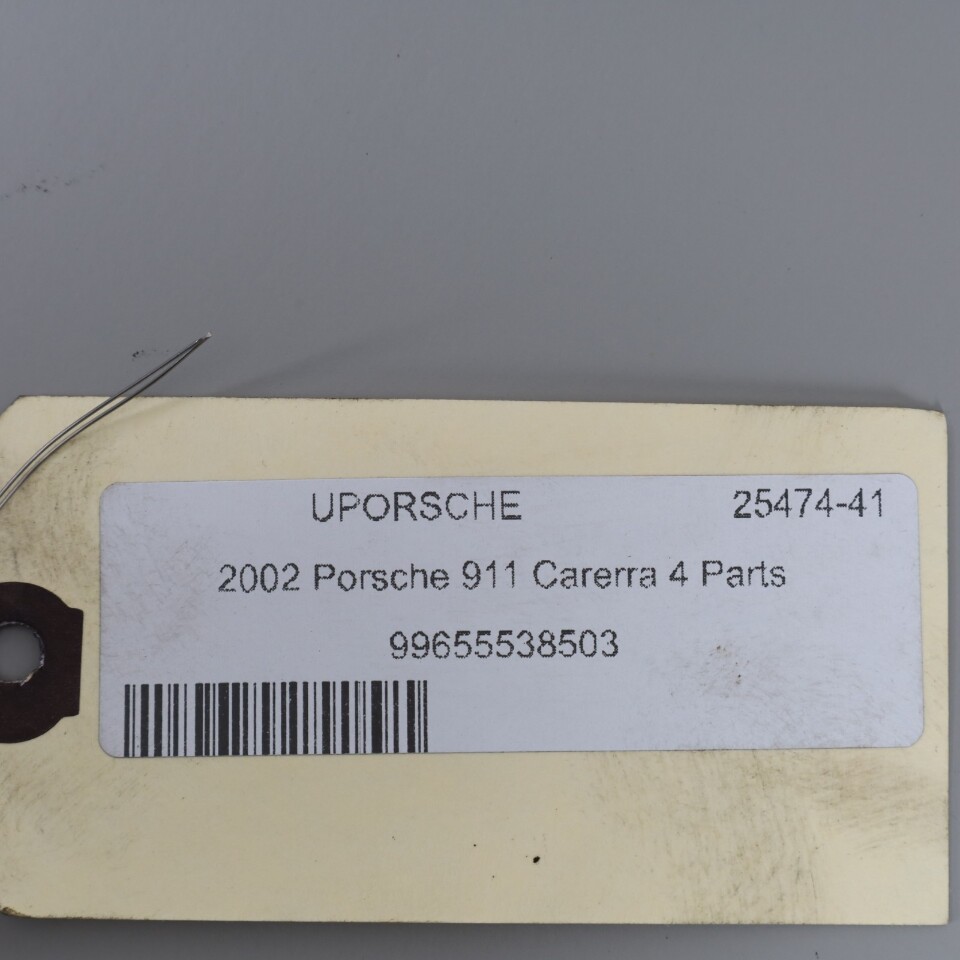 UPORSCHE 25474-41
2002 Porsche 911 Carerra 4 Parts
99655538503